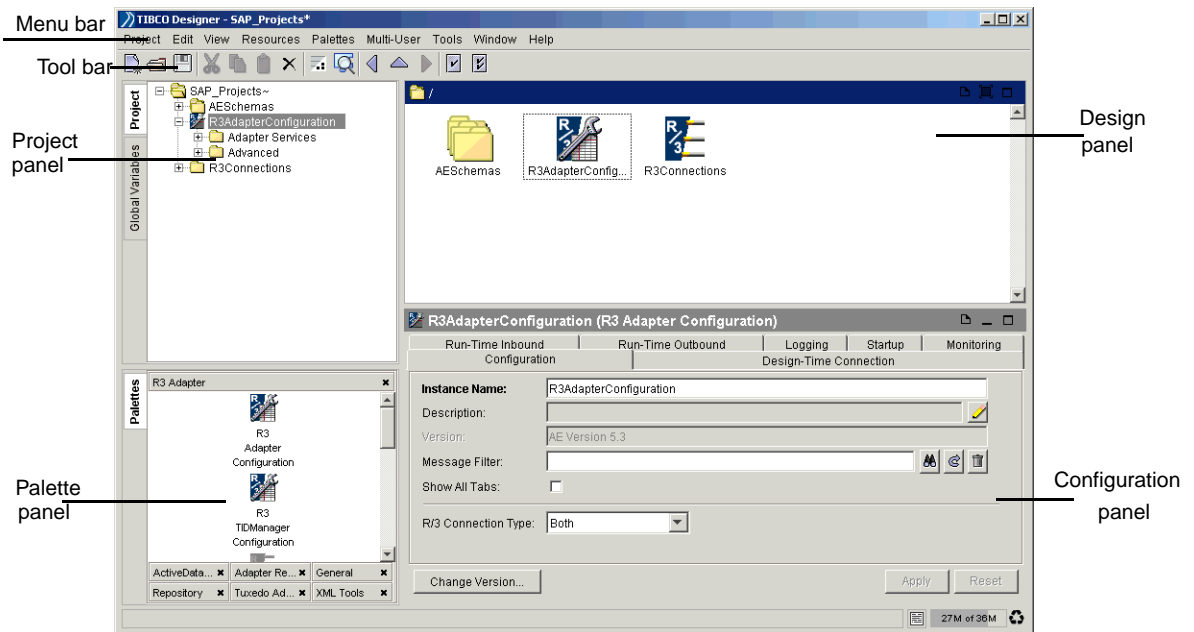 Menu bar
TIBCO Designer - SAP_Projects*
Project Edit View Resources Palettes Multi-User Tools Window Help
Tool bar
Project
Global Variables
SAP_Projects~
AESchemas
R3AdapterConfiguration
Adapter Services
Advanced
R3Connections
Project
panel
/
AESchemas
R3AdapterConfig...
R3Connections
Design
panel
R3AdapterConfiguration (R3 Adapter Configuration)
Run-Time Inbound Run-Time Outbound Logging Startup Monitoring
Configuration Design-Time Connection
Instance Name: R3AdapterConfiguration
Description:
Version: AE Version 5.3
Message Filter:
Show All Tabs:
R/3 Connection Type: Both
Change Version... Apply Reset
Configuration
panel
Palettes
R3 Adapter
R3
Adapter
Configuration
R3
TIDManager
Configuration
Palette
panel
ActiveData... Adapter Re... General
Repository Tuxedo Ad... XML Tools
27M of 36M